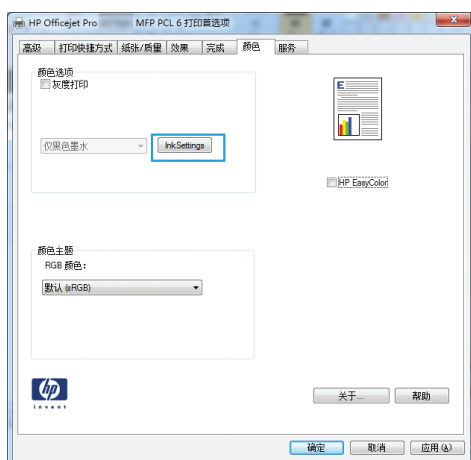 HP Officejet Pro MFP PCL 6 打印首选项
高级 打印快捷方式 纸张/质量 效果 完成 颜色 服务
颜色选项
灰度打印
仅黑色墨水
Ink Settings
E
HP EasyColor
颜色主题
RGB 颜色：
默认 (sRGB)
hp
invent
关于...
帮助
确定 取消 应用(A)